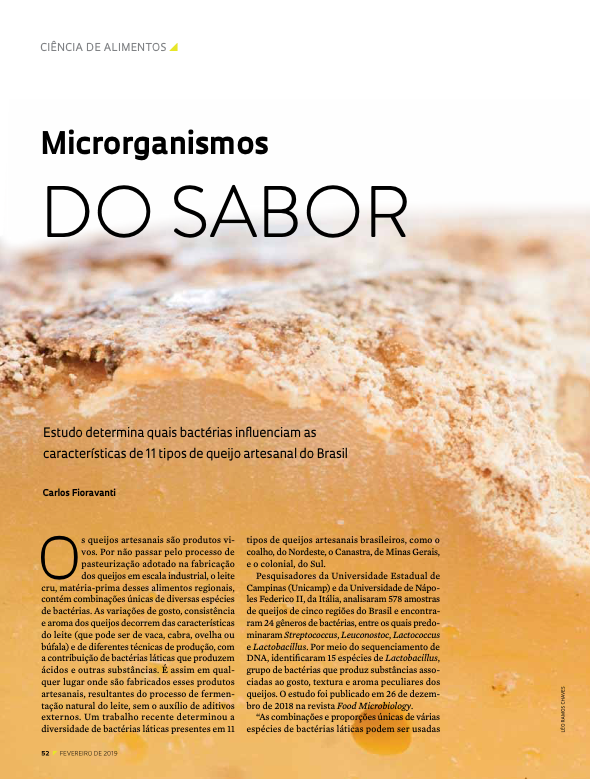 CIÊNCIA DE ALIMENTOS
Microrganismos
DO SABOR
Estudo determina quais bactérias influenciam as
características de 11 tipos de queijo artesanal do Brasil
Carlos Fioravanti
Os queijos artesanais são produtos vi-
vos. Por não passar pelo processo de
pasteurização adotado na fabricação
dos queijos em escala industrial, o leite
cru, matéria-prima desses alimentos regionais,
contém combinações únicas de diversas espécies
de bactérias. As variações de gosto, consistência
e aroma dos queijos decorrem das características
do leite (que pode ser de vaca, cabra, ovelha ou
búfala) e de diferentes técnicas de produção, com
a contribuição de bactérias láticas que produzem
ácidos e outras substâncias. É assim em qual-
quer lugar onde são fabricados esses produtos
artesanais, resultantes do processo de fermen-
tação natural do leite, sem o auxílio de aditivos
externos. Um trabalho recente determinou a
diversidade de bactérias láticas presentes em 11
tipos de queijos artesanais brasileiros, como o
coalho, do Nordeste, o Canastra, de Minas Gerais,
e o colonial, do Sul.
Pesquisadores da Universidade Estadual de
Campinas (Unicamp) e da Universidade de Nápo-
les Federico II, da Itália, analisaram 578 amostras
de queijos de cinco regiões do Brasil e encontra-
ram 24 gêneros de bactérias, entre os quais predo-
minaram Streptococcus, Leuconostoc, Lactococcus
e Lactobacillus. Por meio do sequenciamento de
DNA, identificaram 15 espécies de Lactobacillus,
grupo de bactérias que produz substâncias asso-
ciadas ao gosto, textura e aroma peculiares dos
queijos. O estudo foi publicado em 26 de dezem-
bro de 2018 na revista Food Microbiology.
“As combinações e proporções únicas de várias
espécies de bactérias láticas podem ser usadas
LÉO RAMOS CHAVES
52 FEVEREIRO DE 2019